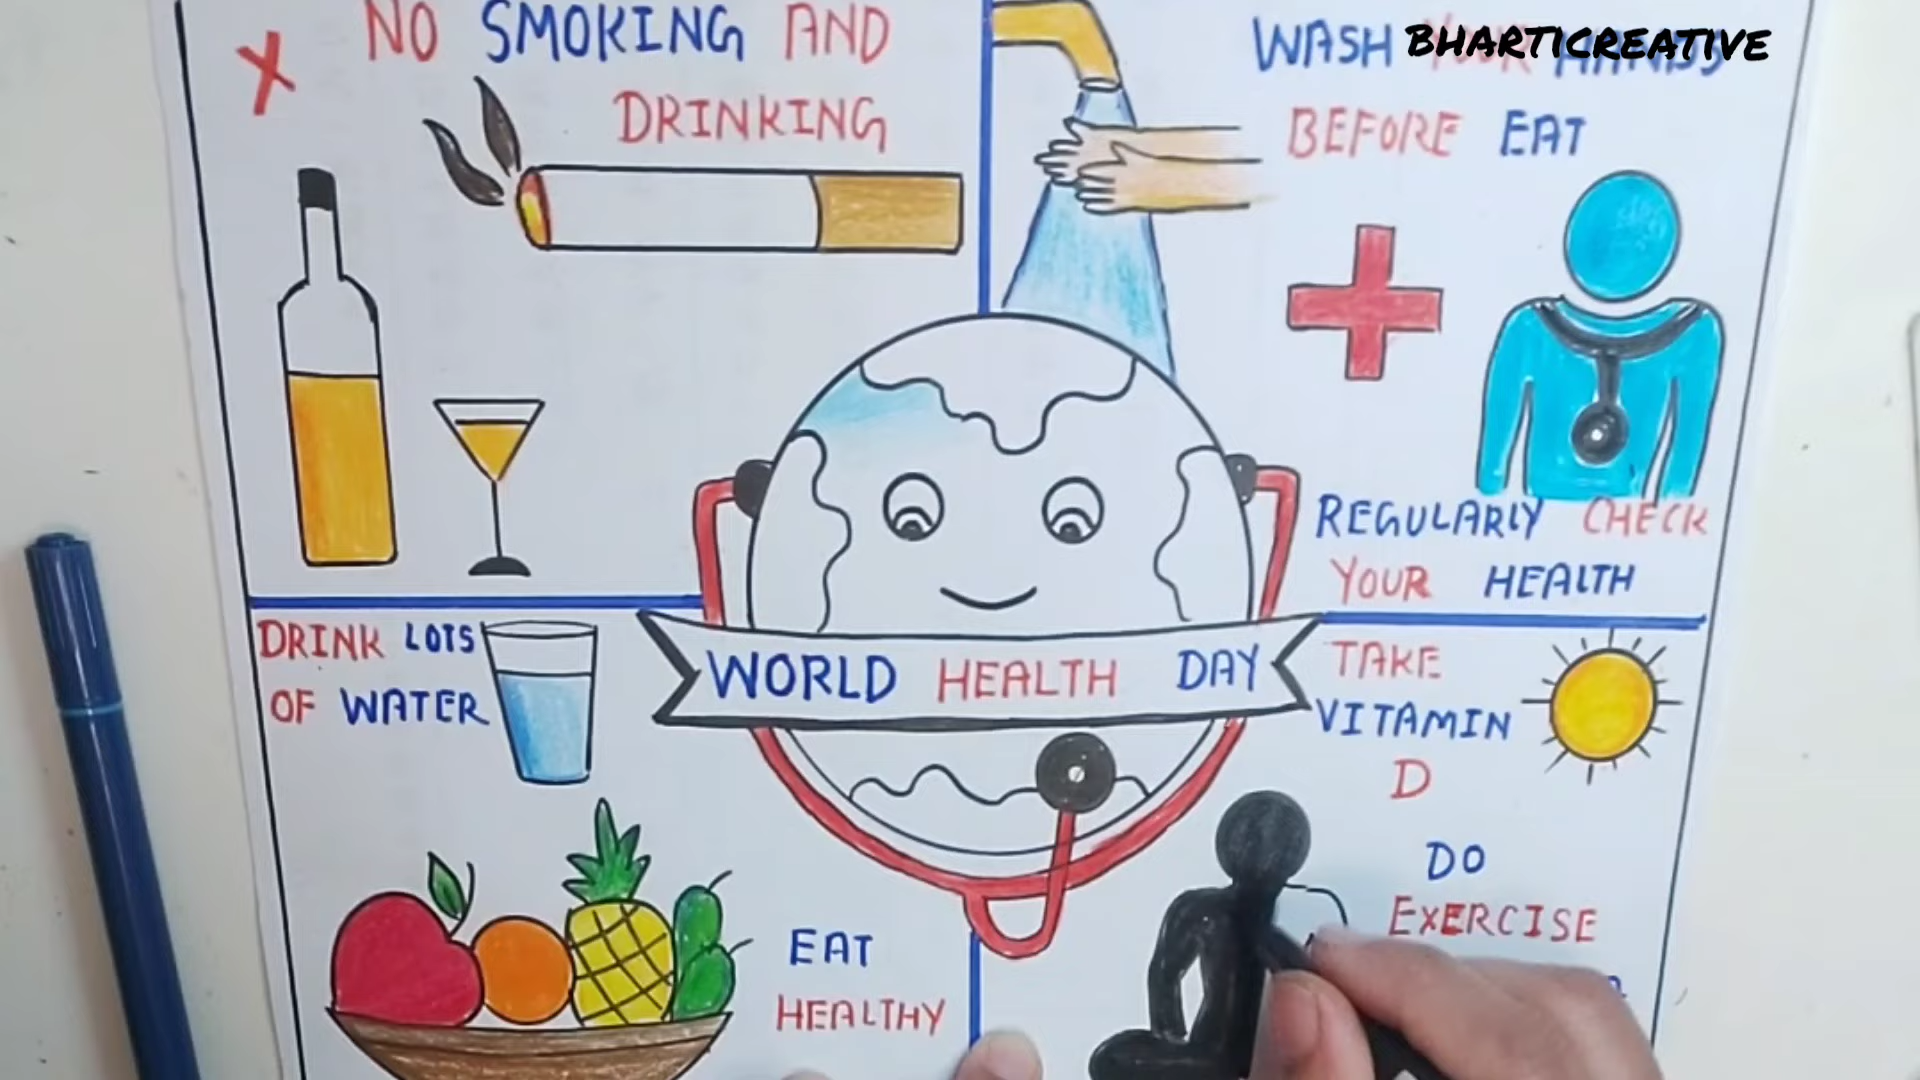 NO SMOKING AND
DRINKING
WASH
BHARTICREATIVE
BEFORE EAT
REGULARLY CHECK
YOUR HEALTH
DRINK LOTS
OF WATER
WORLD HEALTH DAY
TAKE
VITAMIN
D
DO
EXERCISE
EAT
HEALTHY